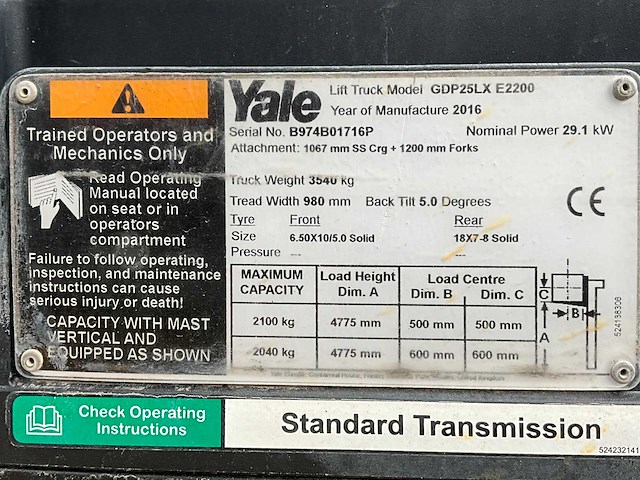 Trained Operators and
Mechanics Only
Read Operating
Manual located
on seat or in
operators
compartment
Failure to follow operating,
inspection, and maintenance
instructions can cause
serious injury or death!
CAPACITY WITH MAST
VERTICAL AND
EQUIPPED AS SHOWN
Yale
Lift Truck Model GDP25LX E2200
Year of Manufacture 2016
Serial No. B974B01716P Nominal Power 29.1 kW
Attachment: 1067 mm SS Crg + 1200 mm Forks
Truck Weight 3540 kg
Tread Width 980 mm Back Tilt 5.0 Degrees
Tyre Front Rear
Size 6.50X10/5.0 Solid 18X7-8 Solid
Pressure --- ---
CE
MAXIMUM CAPACITY Load Height Dim. A Load Centre Dim. B Dim. C
2100 kg 4775 mm 500 mm 500 mm
2040 kg 4775 mm 600 mm 600 mm
C
B
A
524138306
United Kingdom
Check Operating
Instructions
Standard Transmission
524232141